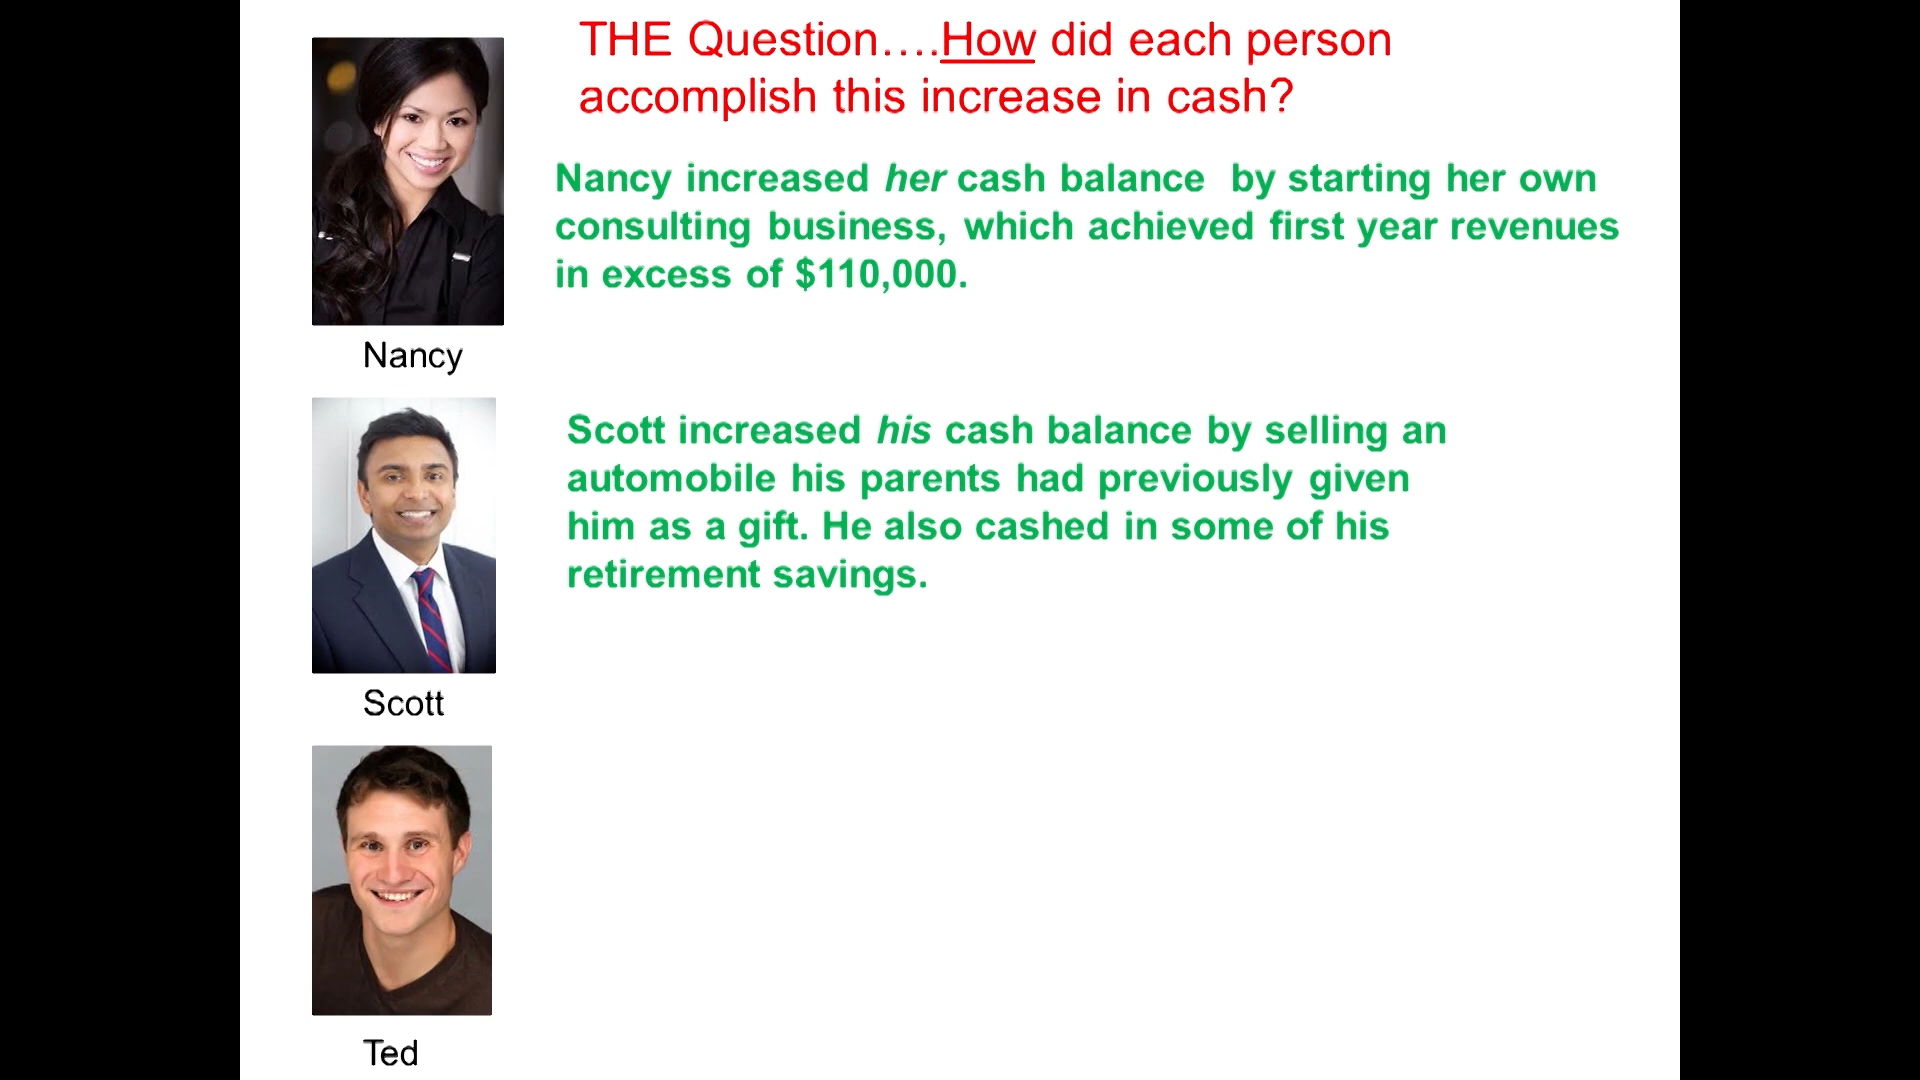 THE Question….How did each person
accomplish this increase in cash?
Nancy increased her cash balance by starting her own
consulting business, which achieved first year revenues
in excess of $110,000.
Nancy
Scott increased his cash balance by selling an
automobile his parents had previously given
him as a gift. He also cashed in some of his
retirement savings.
Scott
Ted